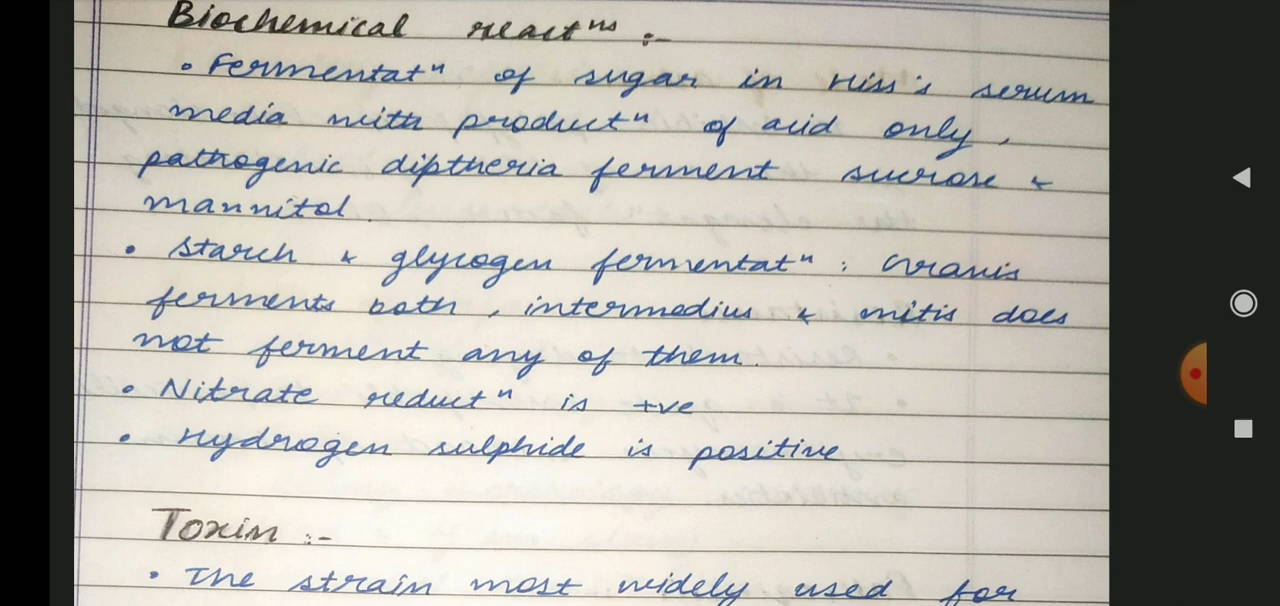 Biochemical reactⁿˢ :-
• Fermentatⁿ of sugar in Hiss's serum
media with productⁿ of acid only,
pathogenic diptheria ferment sucrose &
mannitol.
• Starch & glycogen fermentatⁿ : Gravis
ferments both, intermedius & mitis does
not ferment any of them.
• Nitrate reductⁿ is +ve
• Hydrogen sulphide is positive
Toxin :-
• The strain most widely used for